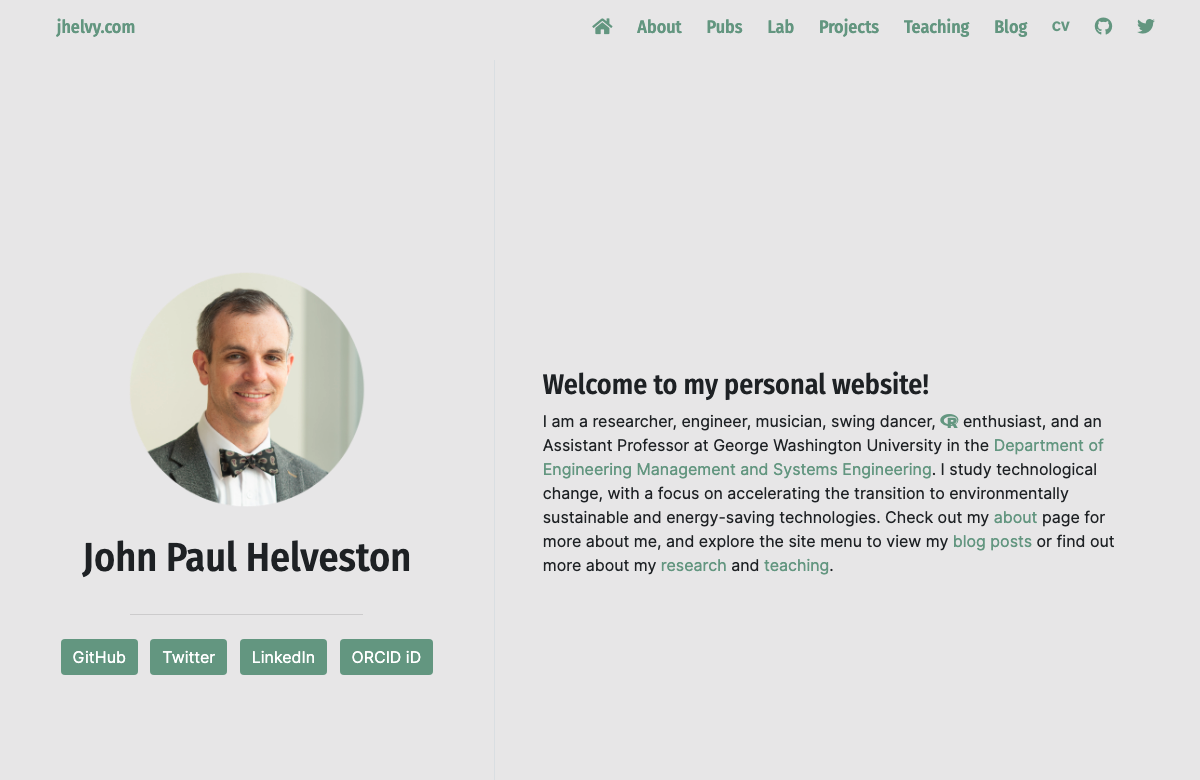 jhelvy.com
About Pubs Lab Projects Teaching Blog CV
John Paul Helveston
GitHub Twitter LinkedIn ORCID iD
Welcome to my personal website!
I am a researcher, engineer, musician, swing dancer, R enthusiast, and an
Assistant Professor at George Washington University in the Department of
Engineering Management and Systems Engineering. I study technological
change, with a focus on accelerating the transition to environmentally
sustainable and energy-saving technologies. Check out my about page for
more about me, and explore the site menu to view my blog posts or find out
more about my research and teaching.